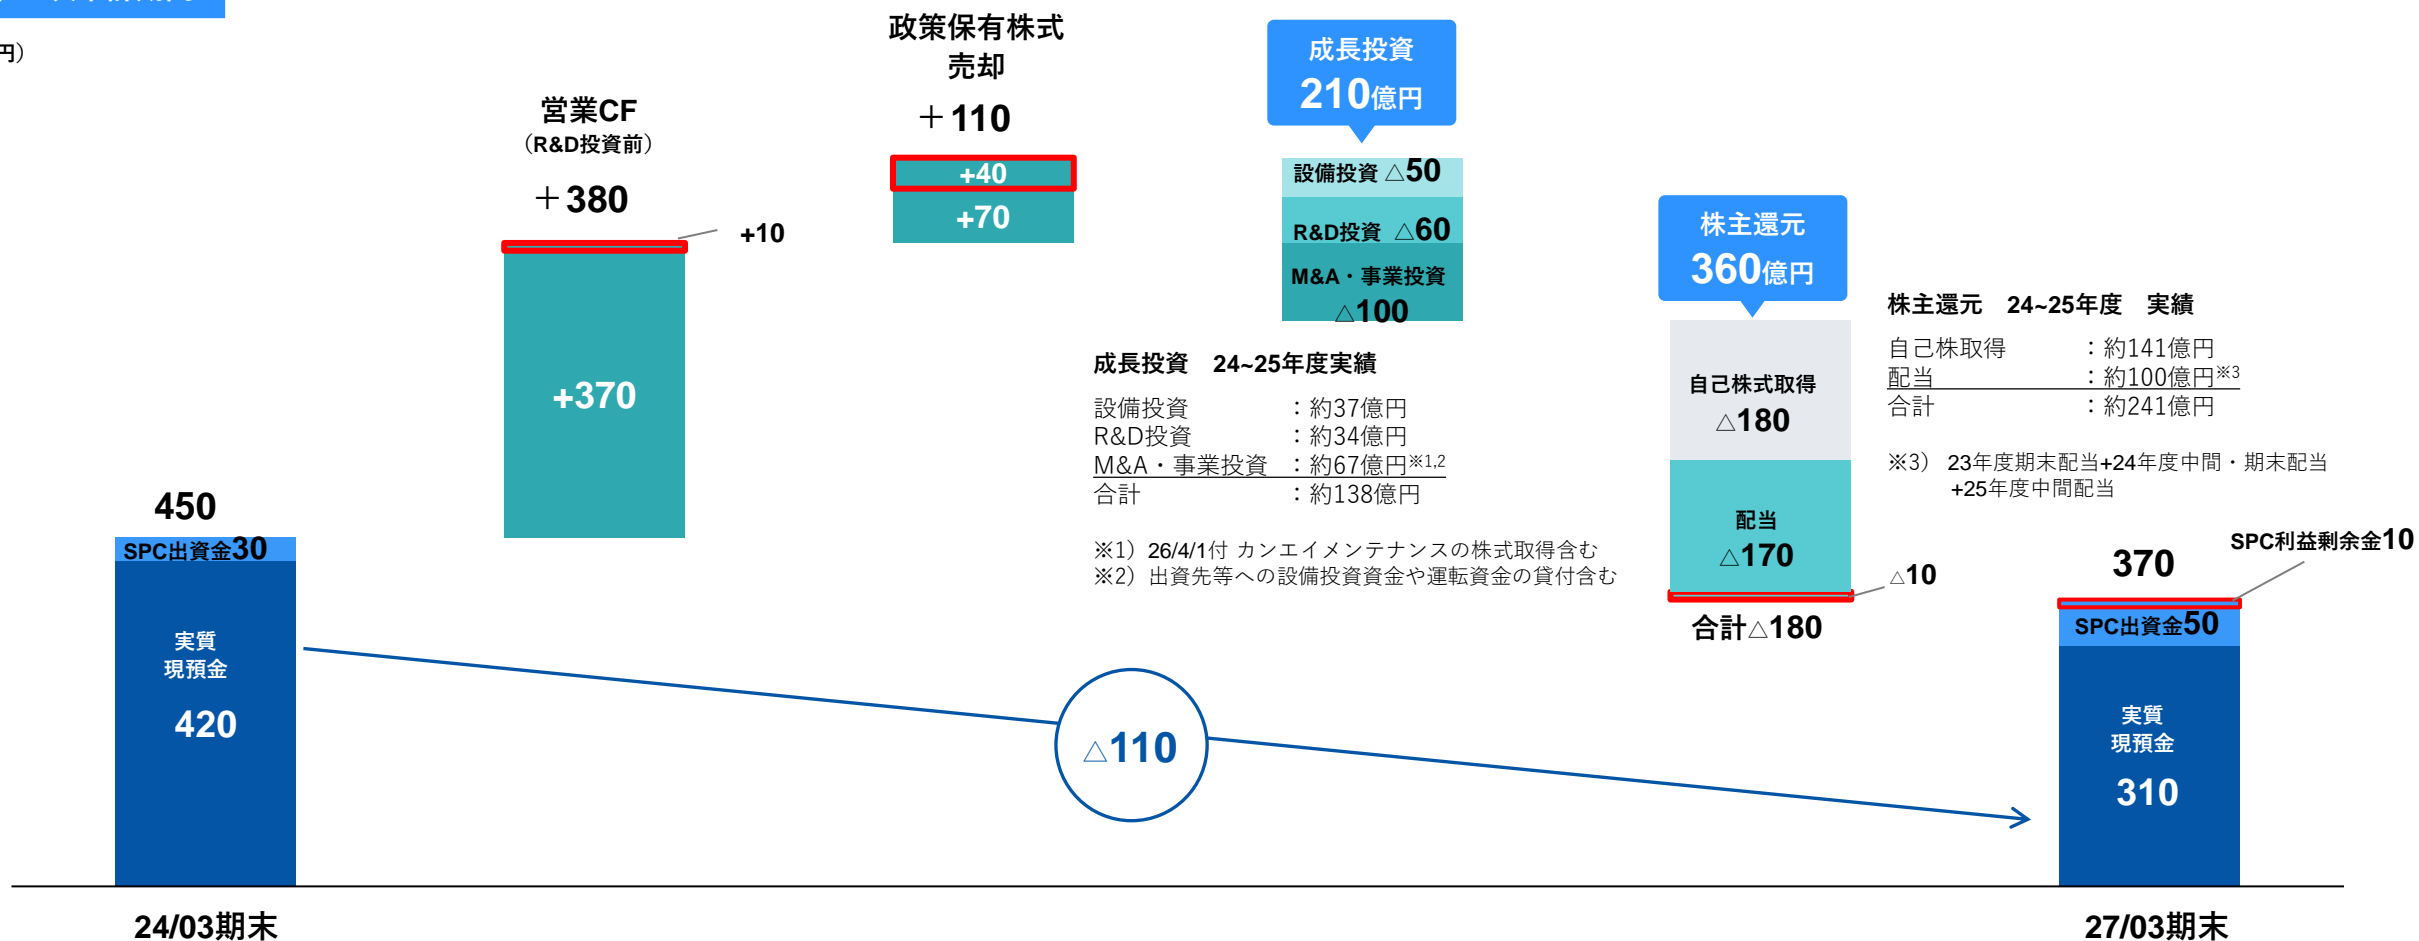 円）
営業CF
（R&D投資前）
＋380
+10
+370
政策保有株式
売却
＋110
+40
+70
成長投資
210億円
設備投資 △50
R&D投資 △60
M&A・事業投資
△100
成長投資　24~25年度実績
設備投資　：約37億円
R&D投資　：約34億円
M&A・事業投資　：約67億円※1,2
合計　：約138億円
※1） 26/4/1付 カンエイメンテナンスの株式取得含む
※2） 出資先等への設備投資資金や運転資金の貸付含む
株主還元
360億円
自己株式取得
△180
配当
△170
△10
合計△180
株主還元　24~25年度　実績
自己株取得　：約141億円
配当　：約100億円※3
合計　：約241億円
※3） 23年度期末配当+24年度中間・期末配当
+25年度中間配当
450
SPC出資金30
実質
現預金
420
△110
370
SPC利益剰余金10
SPC出資金50
実質
現預金
310
24/03期末
27/03期末